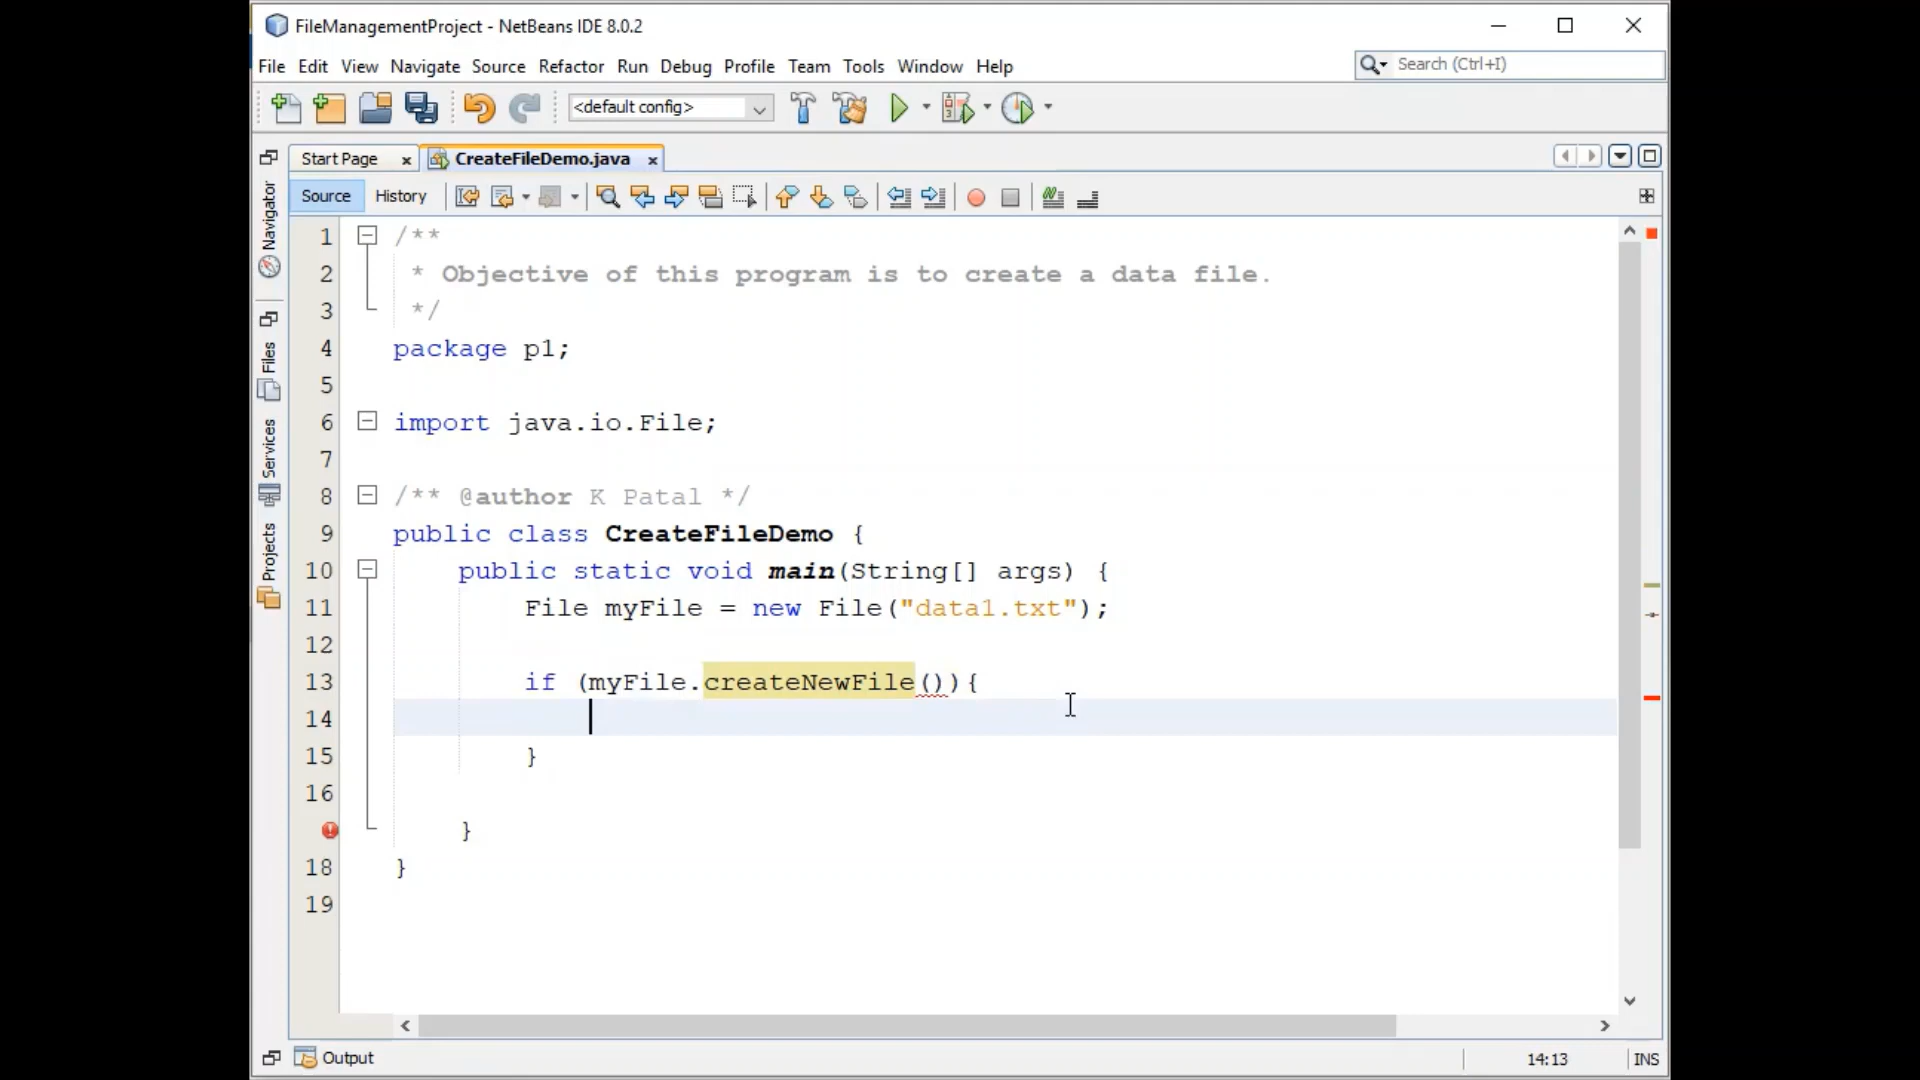 FileManagementProject - NetBeans IDE 8.0.2
File Edit View Navigate Source Refactor Run Debug Profile Team Tools Window Help
Search (Ctrl+I)
<default config>
Start Page x CreateFileDemo.java x
Source History
Navigator
Files
Services
Projects
1 /**
2 * Objective of this program is to create a data file.
3 */
4 package p1;
5
6 import java.io.File;
7
8 /** @author K Patal */
9 public class CreateFileDemo {
10 public static void main(String[] args) {
11 File myFile = new File("data1.txt");
12
13 if (myFile.createNewFile()){
14
15 }
16
}
18 }
19
Output
14:13 INS